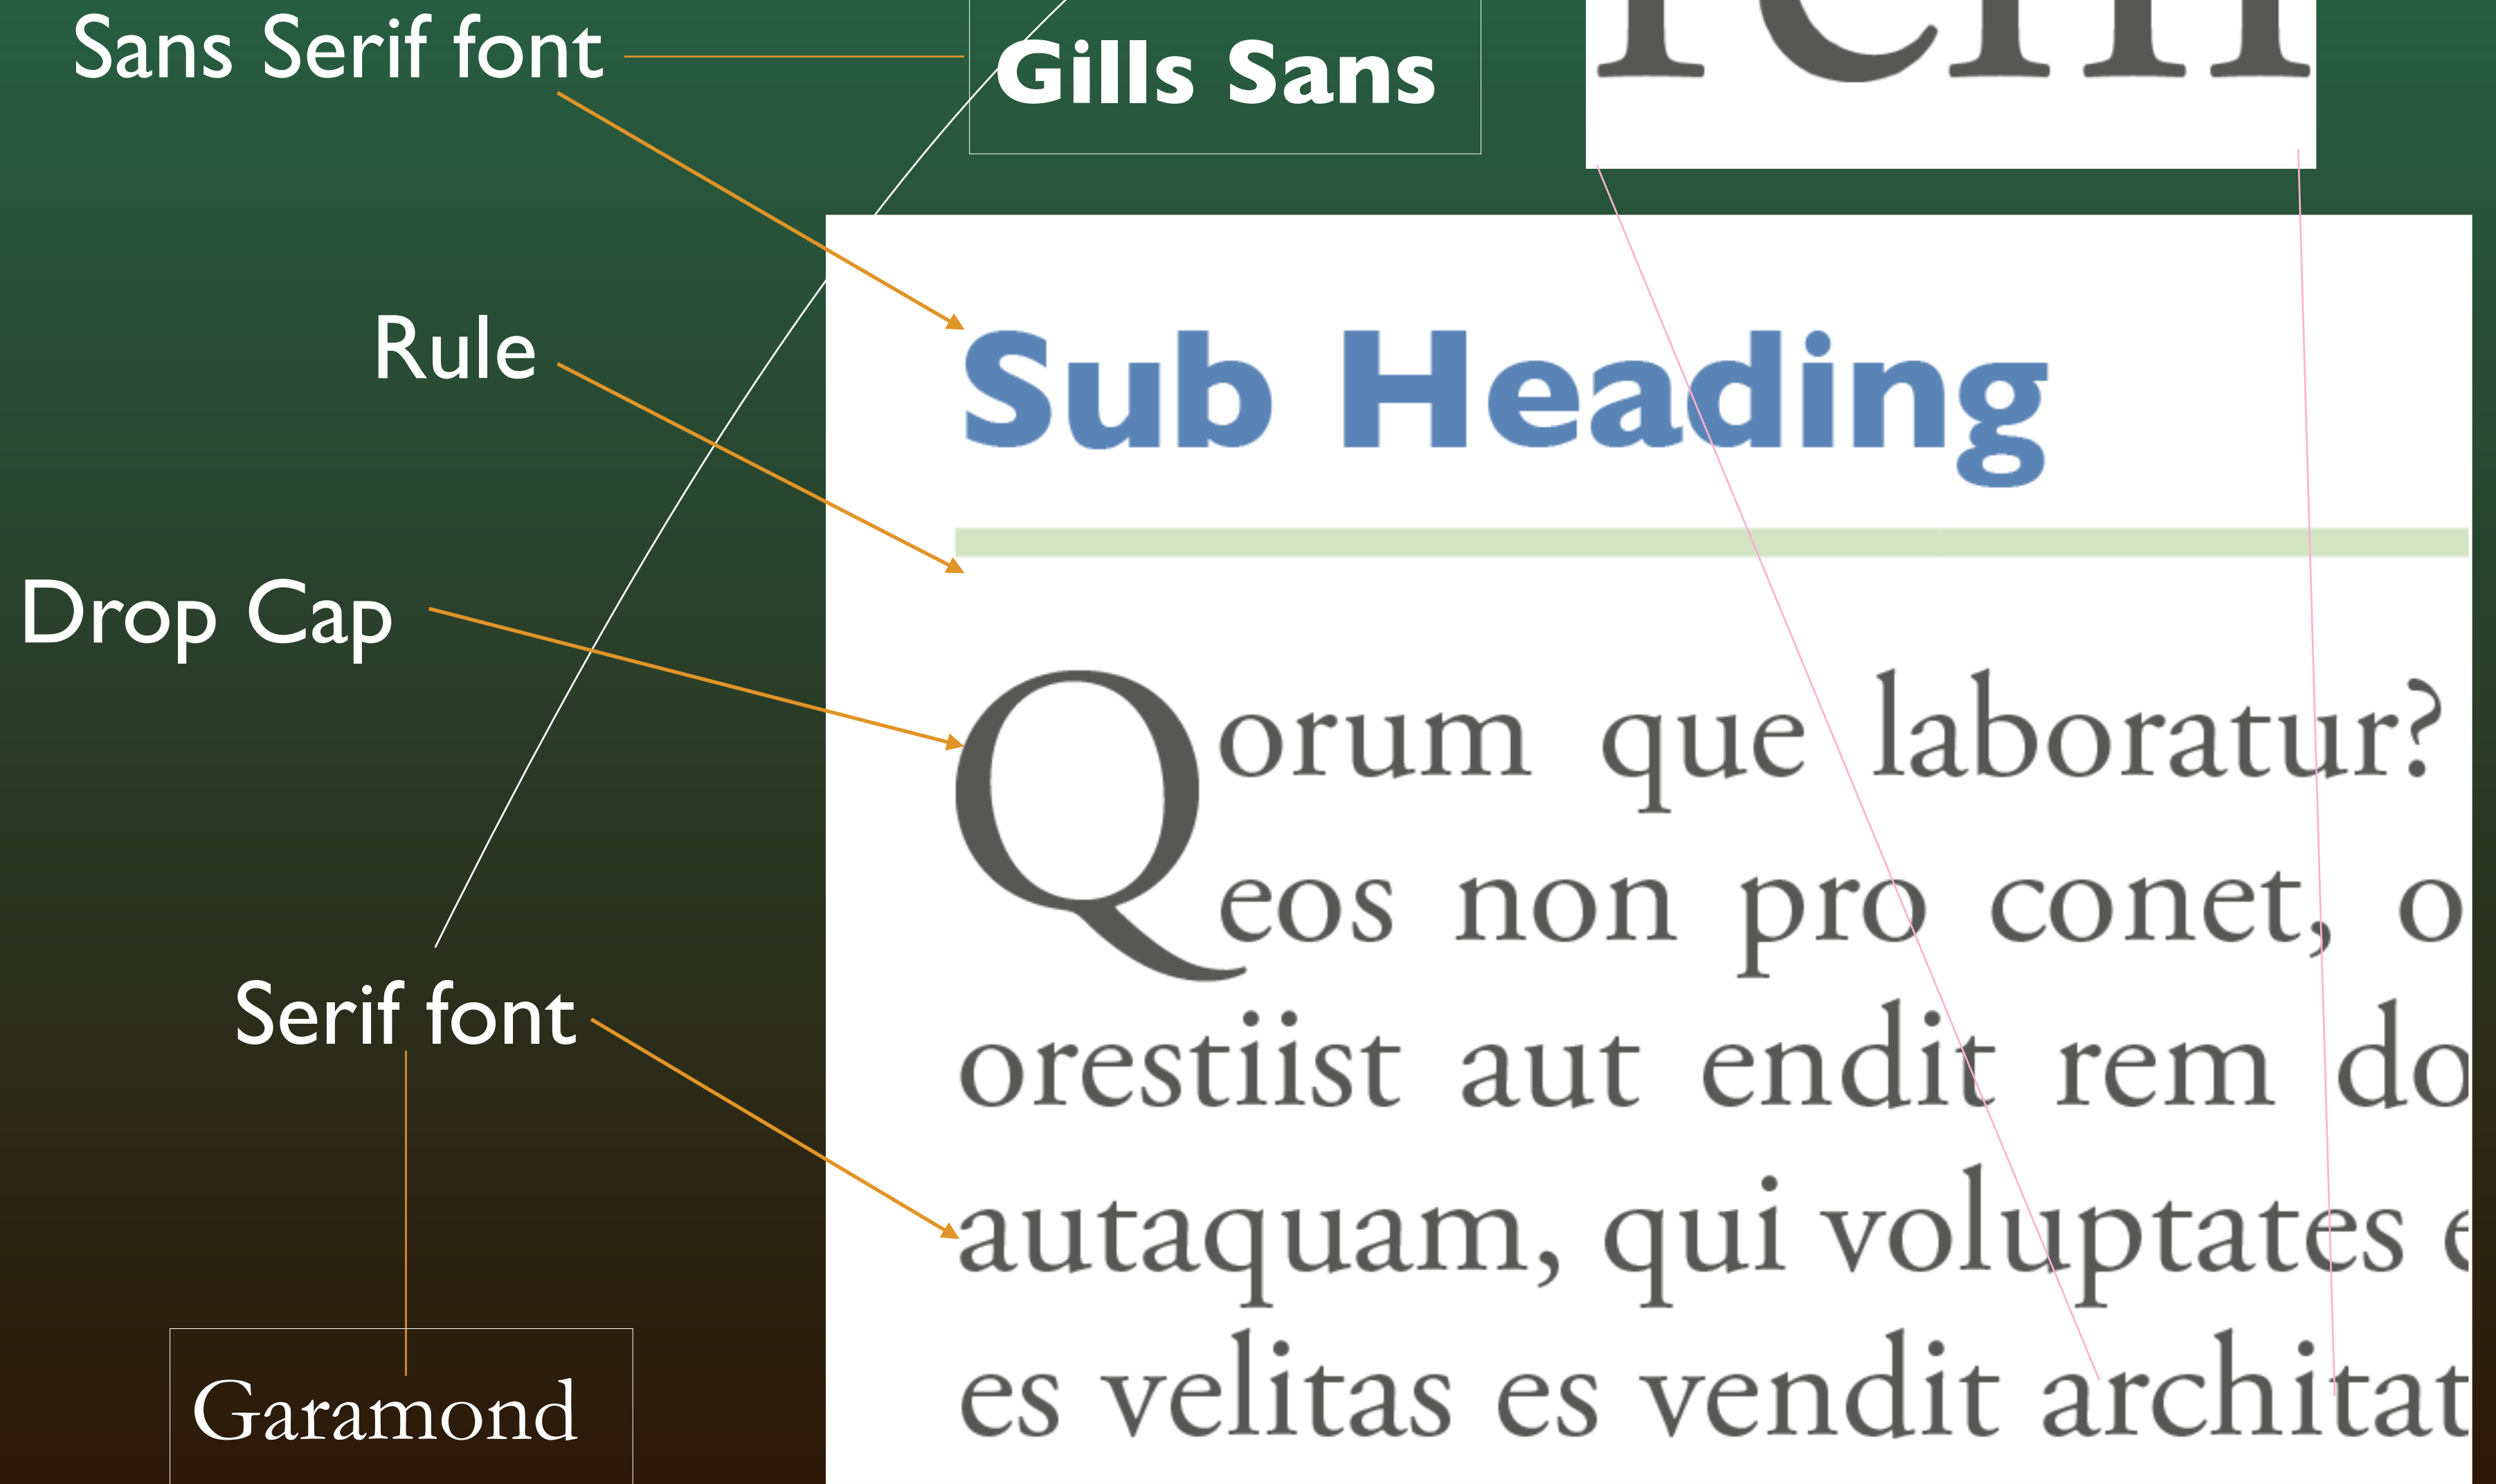 Sans Serif font
Gills Sans
Rule
Drop Cap
Serif font
Garamond
Sub Heading
Qorum que laboratur?
eos non pro conet, o
orestiist aut endit rem do
autaquam, qui voluptates e
es velitas es vendit architat